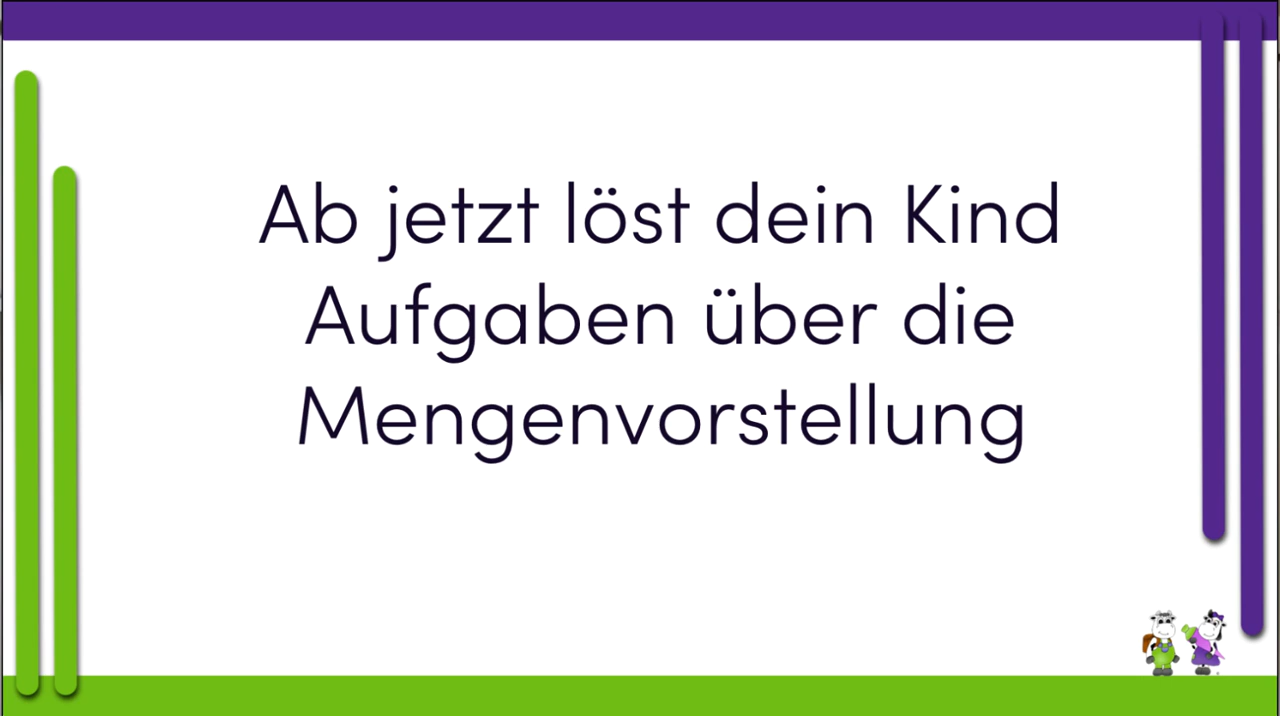 Ab jetzt löst dein Kind
Aufgaben über die
Mengenvorstellung